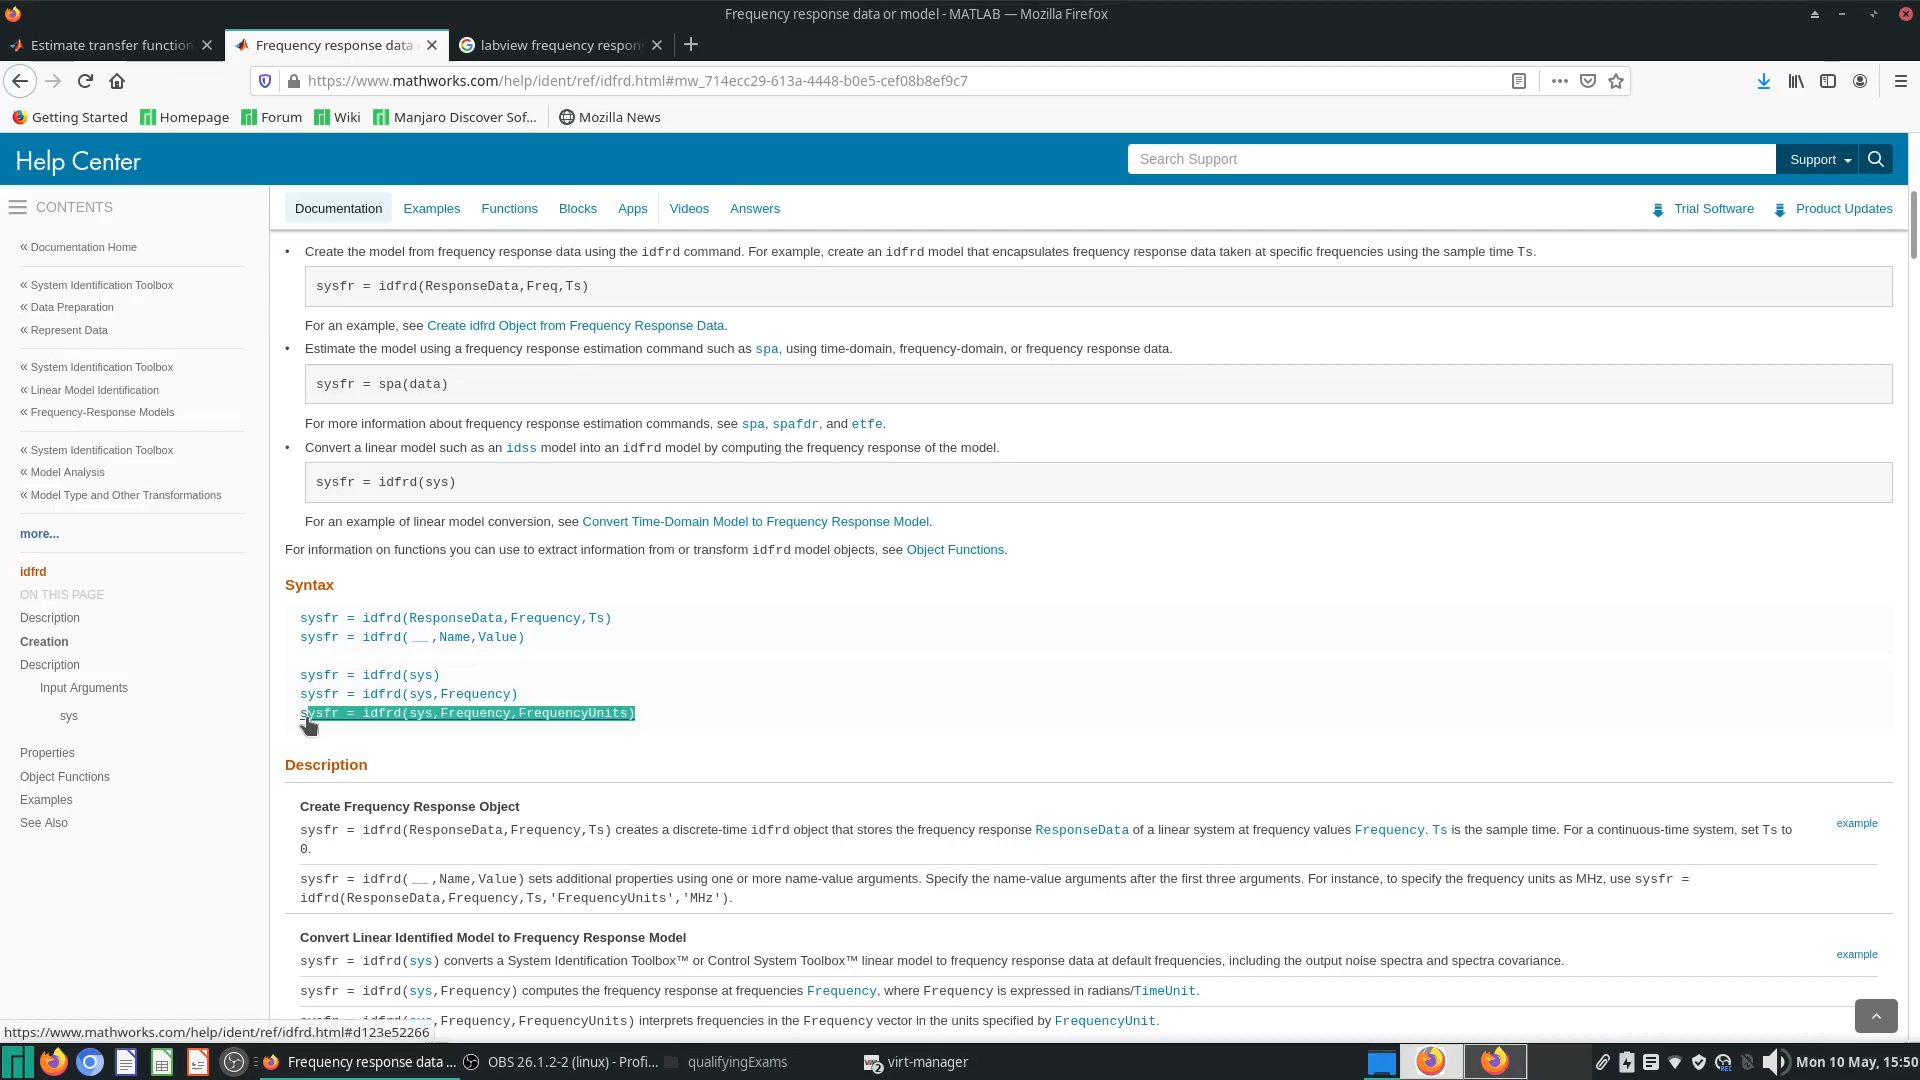 Frequency response data or model - MATLAB — Mozilla Firefox
Estimate transfer function
Frequency response data
labview frequency respon
https://www.mathworks.com/help/ident/ref/idfrd.html#mw_714ecc29-613a-4448-b0e5-cef08b8ef9c7
Getting Started
Homepage
Forum
Wiki
Manjaro Discover Sof...
Mozilla News
Help Center
Search Support
Support
CONTENTS
Documentation
Examples
Functions
Blocks
Apps
Videos
Answers
Trial Software
Product Updates
« Documentation Home
« System Identification Toolbox
« Data Preparation
« Represent Data
« System Identification Toolbox
« Linear Model Identification
« Frequency-Response Models
« System Identification Toolbox
« Model Analysis
« Model Type and Other Transformations
more...
idfrd
ON THIS PAGE
Description
Creation
Description
Input Arguments
sys
Properties
Object Functions
Examples
See Also
• Create the model from frequency response data using the idfrd command. For example, create an idfrd model that encapsulates frequency response data taken at specific frequencies using the sample time Ts.
sysfr = idfrd(ResponseData,Freq,Ts)
For an example, see Create idfrd Object from Frequency Response Data.
• Estimate the model using a frequency response estimation command such as spa, using time-domain, frequency-domain, or frequency response data.
sysfr = spa(data)
For more information about frequency response estimation commands, see spa, spafdr, and etfe.
• Convert a linear model such as an idss model into an idfrd model by computing the frequency response of the model.
sysfr = idfrd(sys)
For an example of linear model conversion, see Convert Time-Domain Model to Frequency Response Model.
For information on functions you can use to extract information from or transform idfrd model objects, see Object Functions.
Syntax
sysfr = idfrd(ResponseData,Frequency,Ts)
sysfr = idfrd(__,Name,Value)
sysfr = idfrd(sys)
sysfr = idfrd(sys,Frequency)
sysfr = idfrd(sys,Frequency,FrequencyUnits)
Description
Create Frequency Response Object
sysfr = idfrd(ResponseData,Frequency,Ts) creates a discrete-time idfrd object that stores the frequency response ResponseData of a linear system at frequency values Frequency. Ts is the sample time. For a continuous-time system, set Ts to
0.
example
sysfr = idfrd(__,Name,Value) sets additional properties using one or more name-value arguments. Specify the name-value arguments after the first three arguments. For instance, to specify the frequency units as MHz, use sysfr =
idfrd(ResponseData,Frequency,Ts,'FrequencyUnits','MHz').
Convert Linear Identified Model to Frequency Response Model
sysfr = idfrd(sys) converts a System Identification Toolbox™ or Control System Toolbox™ linear model to frequency response data at default frequencies, including the output noise spectra and spectra covariance.
example
sysfr = idfrd(sys,Frequency) computes the frequency response at frequencies Frequency, where Frequency is expressed in radians/TimeUnit.
sysfr = idfrd(sys,Frequency,FrequencyUnits) interprets frequencies in the Frequency vector in the units specified by FrequencyUnit.
https://www.mathworks.com/help/ident/ref/idfrd.html#d123e52266
Frequency response data ...
OBS 26.1.2-2 (linux) - Profi...
qualifyingExams
2
virt-manager
REC
Mon 10 May, 15:50